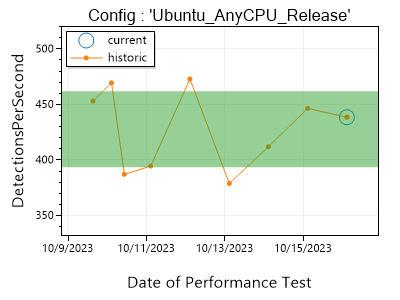 Config : 'Ubuntu_AnyCPU_Release'
current
historic
DetectionsPerSecond
500
450
400
350
10/9/2023
10/11/2023
10/13/2023
10/15/2023
Date of Performance Test